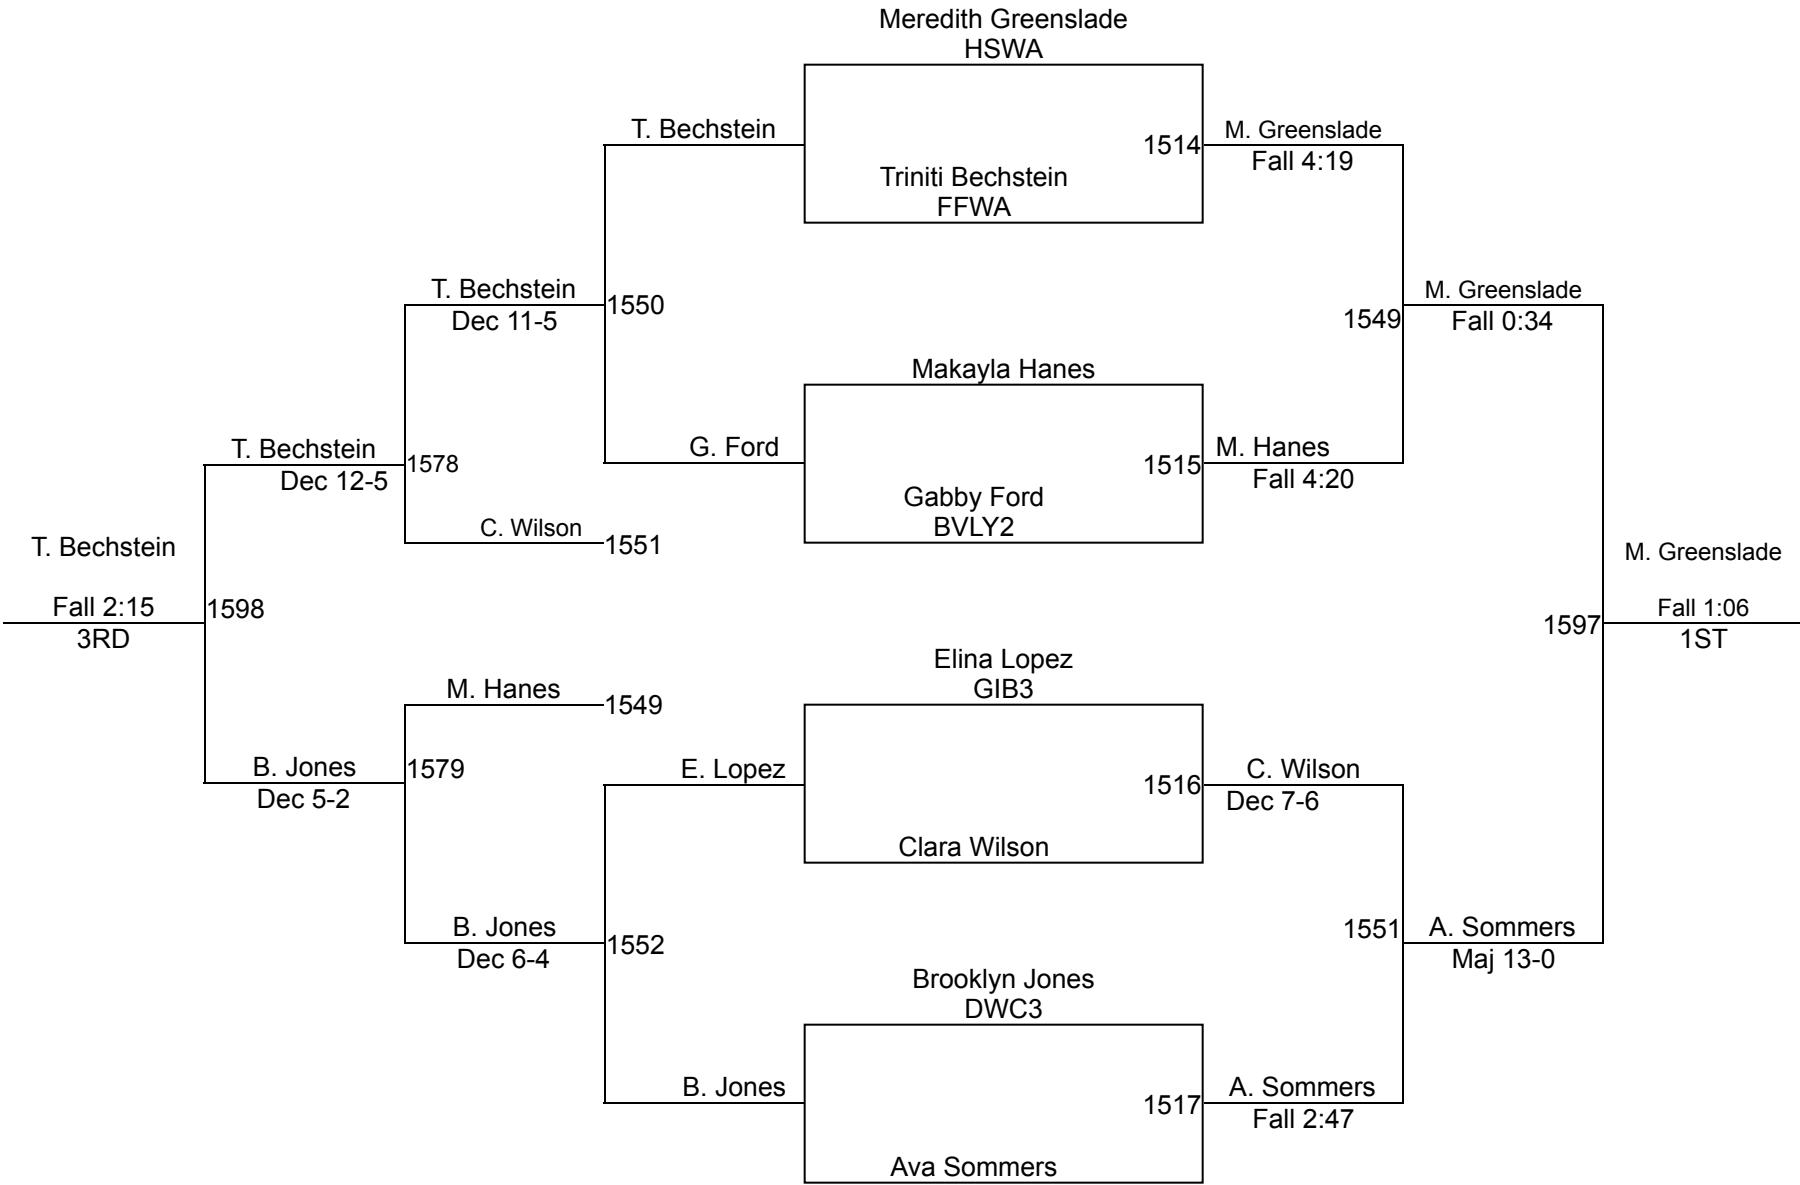 Meredith Greenslade
HSWA
T. Bechstein
1514
M. Greenslade
Fall 4:19
Triniti Bechstein
FFWA
T. Bechstein
Dec 11-5
1550
1549
M. Greenslade
Fall 0:34
Makayla Hanes
G. Ford
1515
M. Hanes
Fall 4:20
Gabby Ford
BVLY2
T. Bechstein
Dec 12-5
1578
C. Wilson
1551
T. Bechstein
Fall 2:15
3RD
1598
M. Greenslade
1597
Fall 1:06
1ST
Elina Lopez
GIB3
M. Hanes
1549
B. Jones
Dec 5-2
1579
E. Lopez
1516
C. Wilson
Dec 7-6
Clara Wilson
B. Jones
Dec 6-4
1552
1551
A. Sommers
Maj 13-0
Brooklyn Jones
DWC3
B. Jones
1517
A. Sommers
Fall 2:47
Ava Sommers